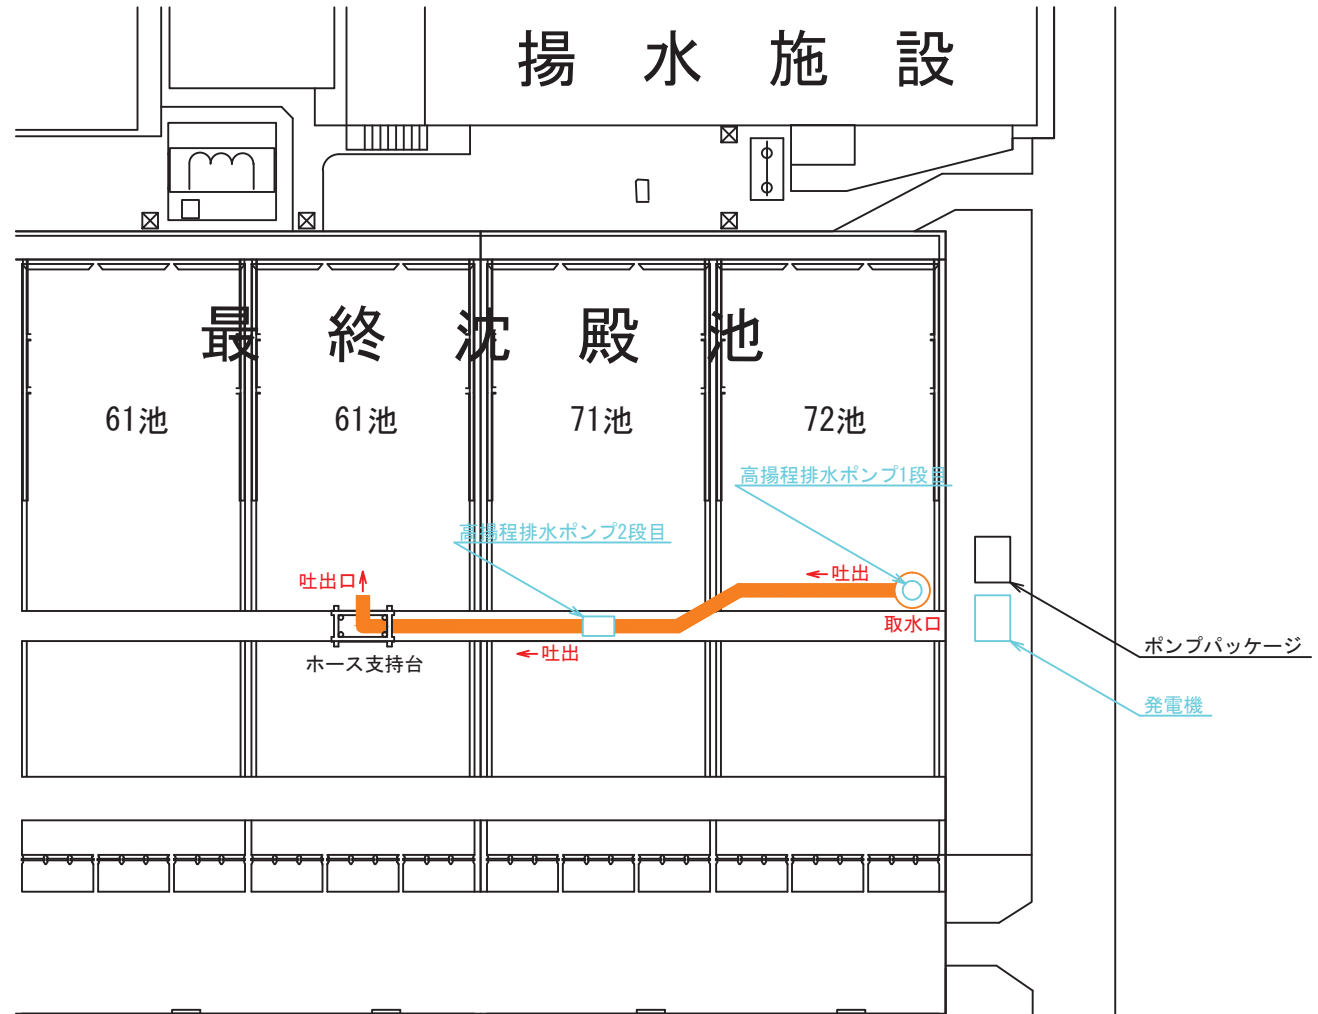 揚水施設
最終沈殿池
61池
61池
71池
72池
高揚程排水ポンプ1段目
高揚程排水ポンプ2段目
吐出口
吐出
取水口
吐出
ホース支持台
ポンプパッケージ
発電機